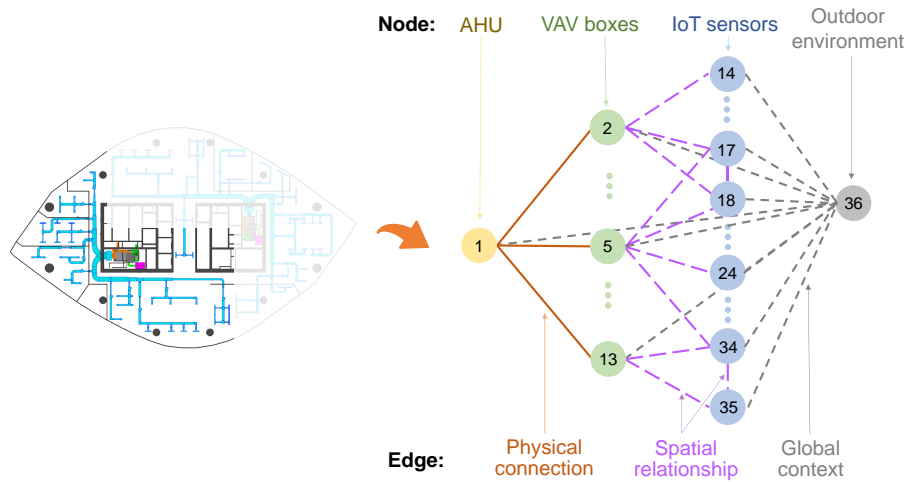 Node:
AHU
VAV boxes
IoT sensors
Outdoor
environment
14
2
17
18
36
1
5
24
13
34
35
Edge:
Physical
connection
Spatial
relationship
Global
context